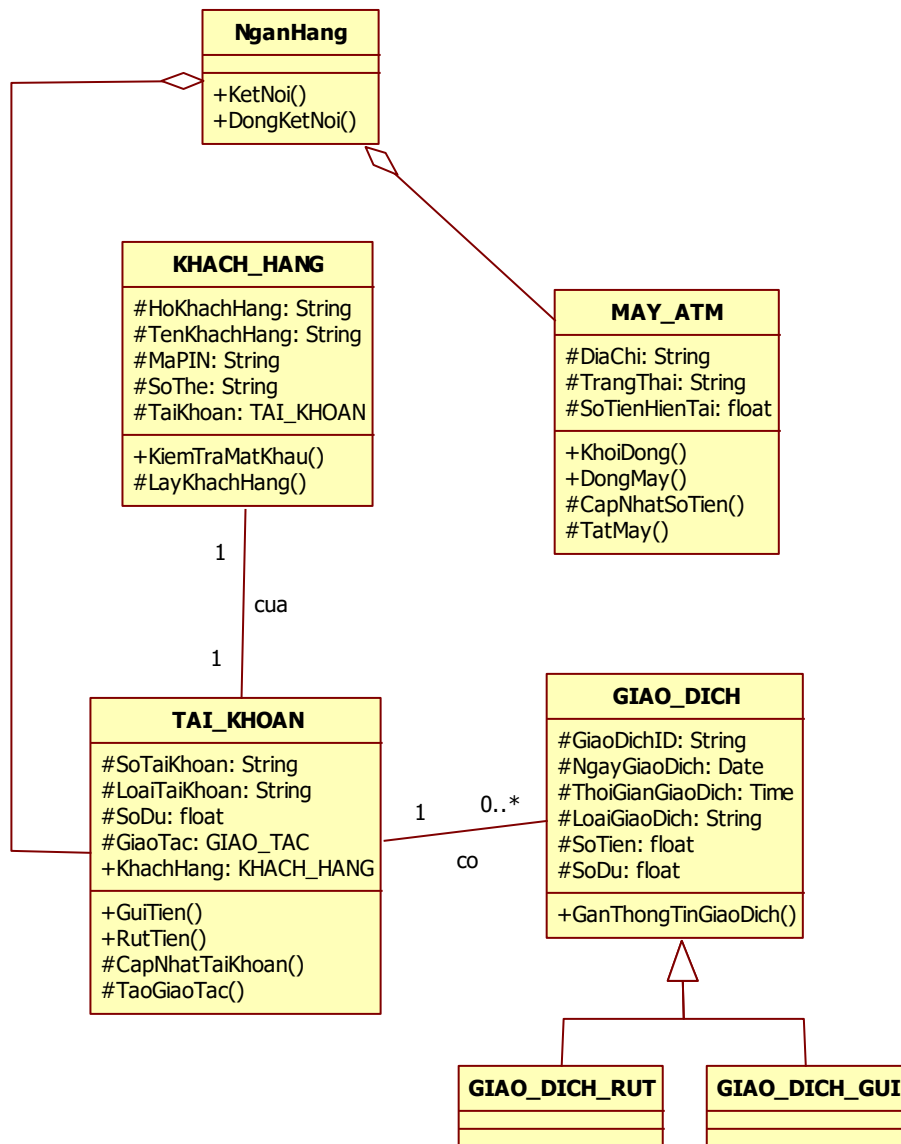 NganHang
+KetNoi()
+DongKetNoi()
KHACH_HANG
#HoKhachHang: String
#TenKhachHang: String
#MaPIN: String
#SoThe: String
#TaiKhoan: TAI_KHOAN
+KiemTraMatKhau()
#LayKhachHang()
MAY_ATM
#DiaChi: String
#TrangThai: String
#SoTienHienTai: float
+KhoiDong()
+DongMay()
#CapNhatSoTien()
#TatMay()
1
cua
1
TAI_KHOAN
#SoTaiKhoan: String
#LoaiTaiKhoan: String
#SoDu: float
#GiaoTac: GIAO_TAC
+KhachHang: KHACH_HANG
+GuiTien()
+RutTien()
#CapNhatTaiKhoan()
#TaoGiaoTac()
1
0..*
co
GIAO_DICH
#GiaoDichID: String
#NgayGiaoDich: Date
#ThoiGianGiaoDich: Time
#LoaiGiaoDich: String
#SoTien: float
#SoDu: float
+GanThongTinGiaoDich()
GIAO_DICH_RUT
GIAO_DICH_GUI